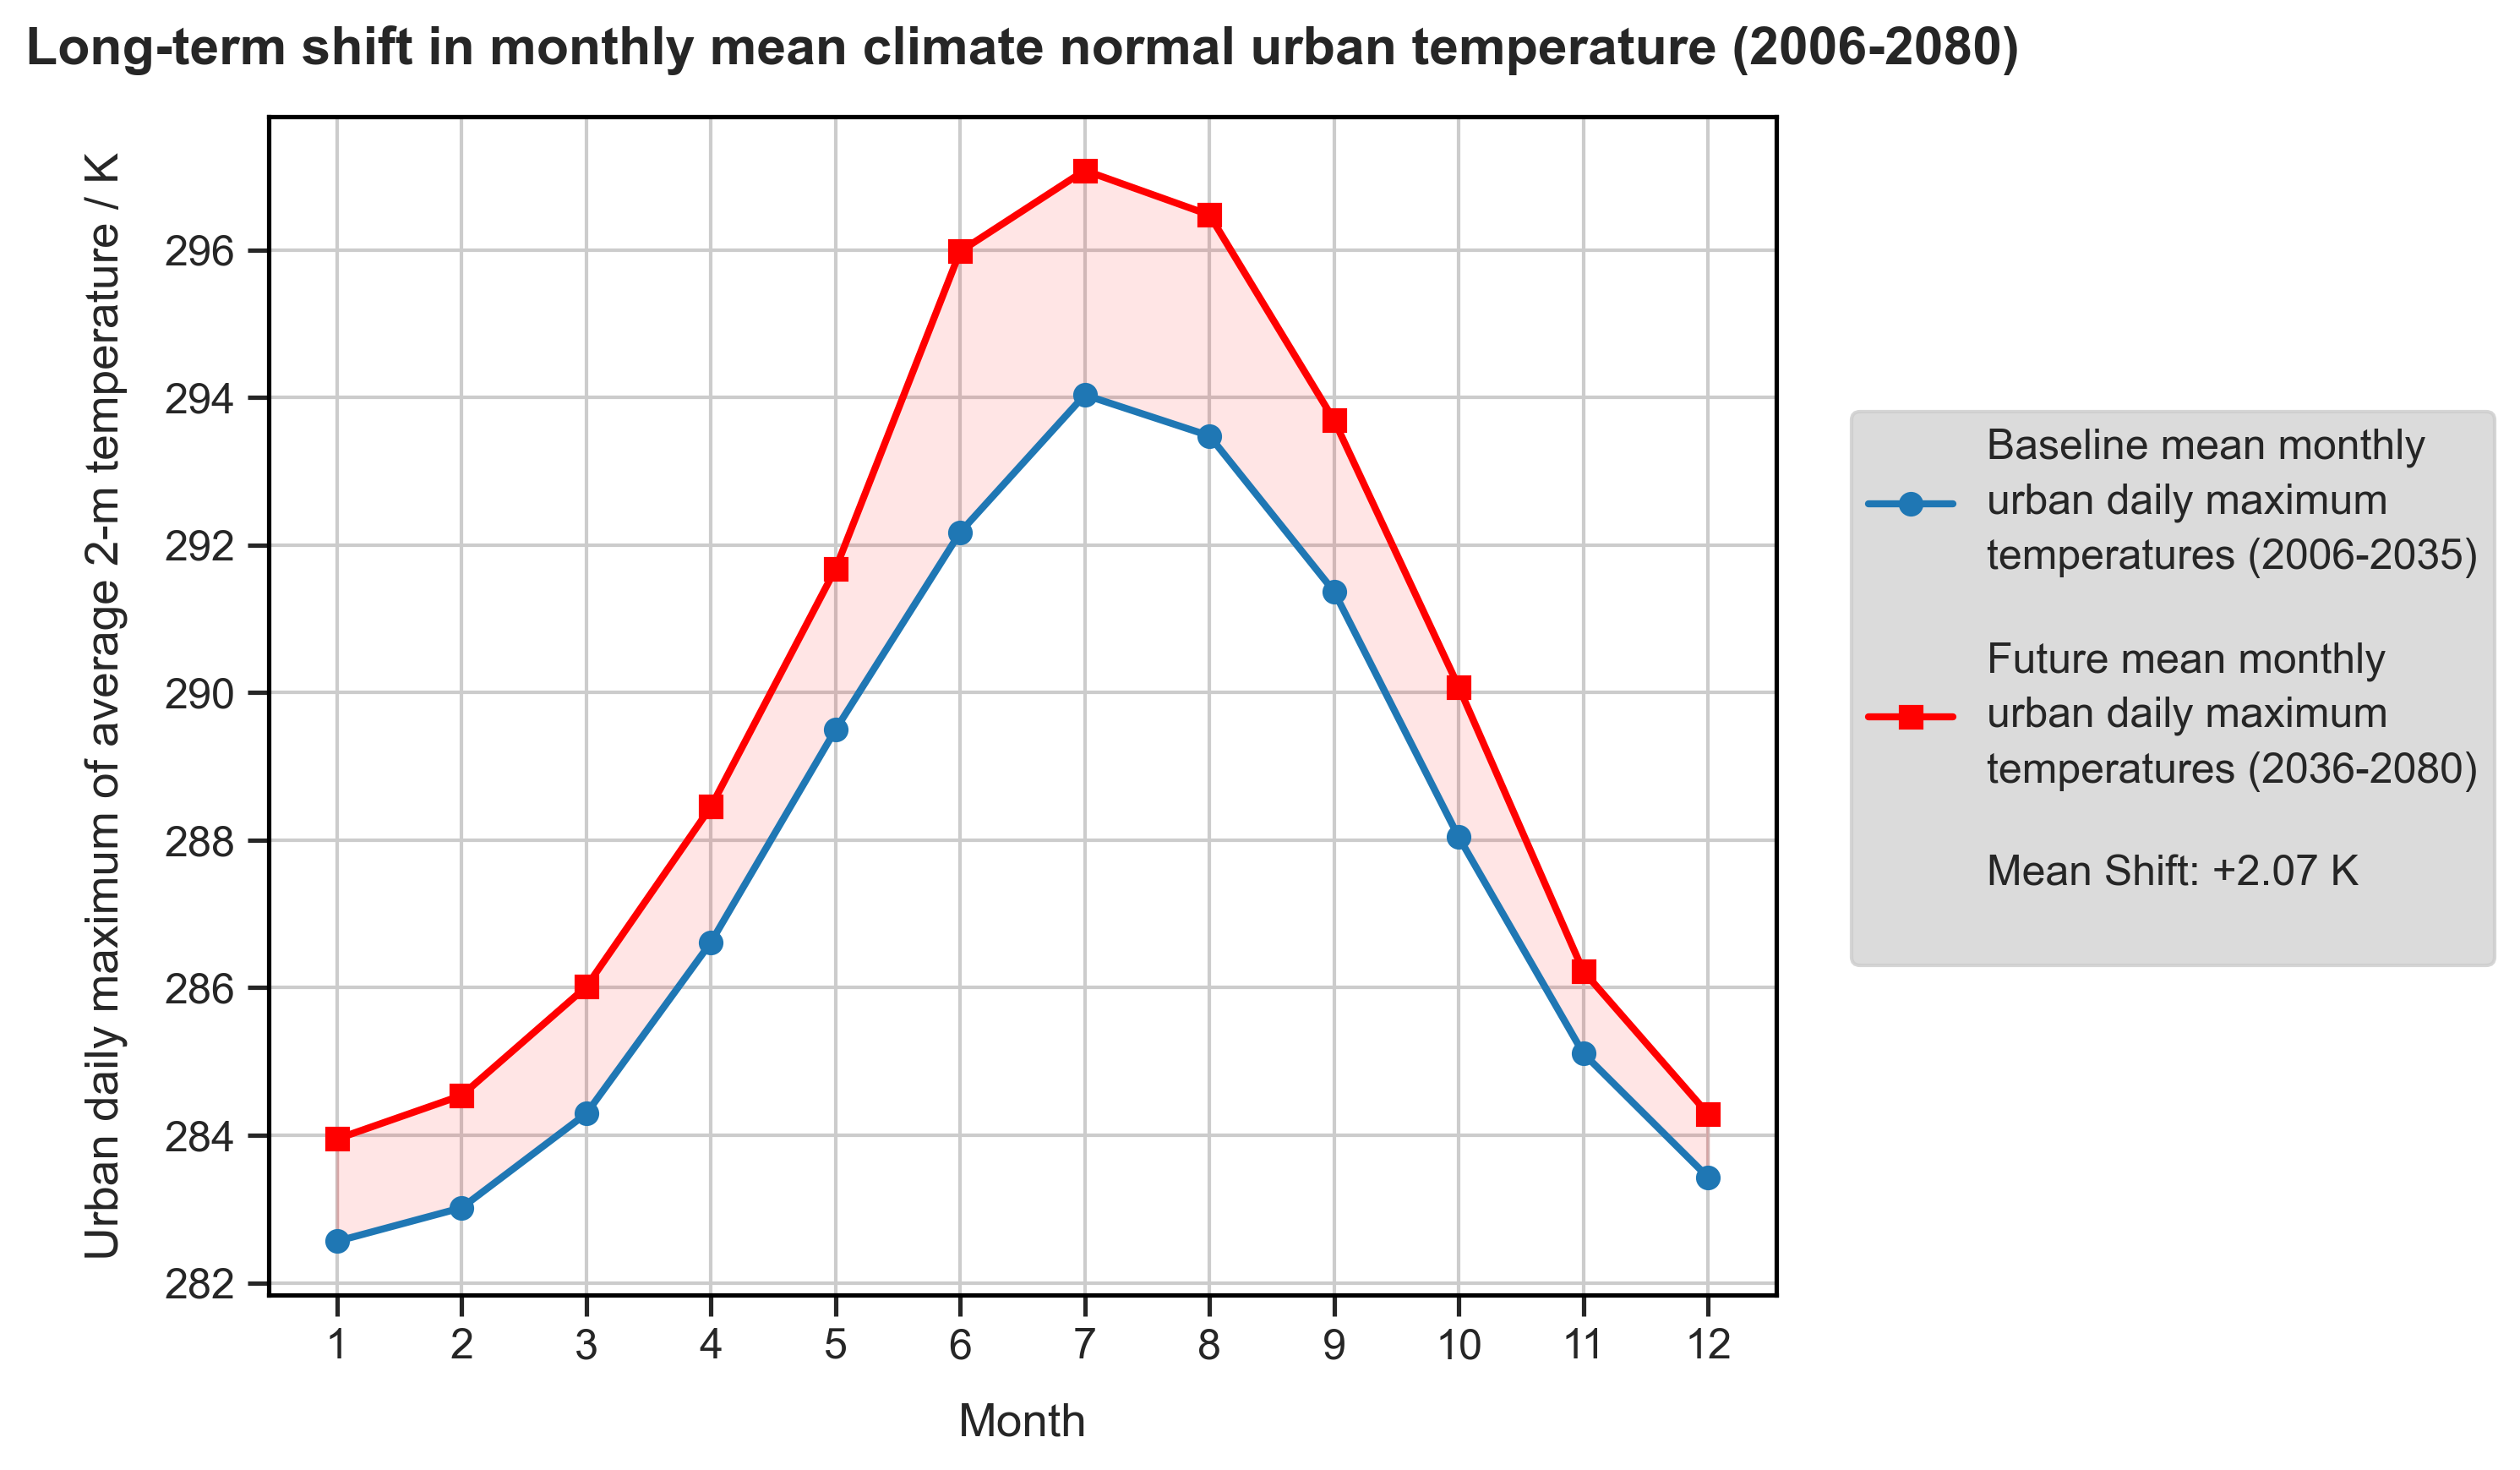 Long-term shift in monthly mean climate normal urban temperature (2006-2080)
Urban daily maximum of average 2-m temperature / K
296
294
292
290
288
286
284
282
1 2 3 4 5 6 7 8 9 10 11 12
Month
Baseline mean monthly
urban daily maximum
temperatures (2006-2035)
Future mean monthly
urban daily maximum
temperatures (2036-2080)
Mean Shift: +2.07 K